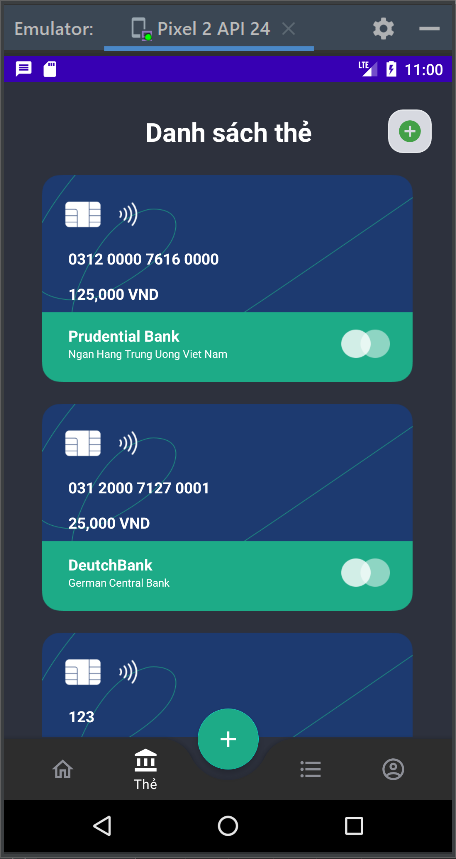 Emulator: Pixel 2 API 24
LTE 11:00
Danh sách thẻ
0312 0000 7616 0000
125,000 VND
Prudential Bank
Ngan Hang Trung Uong Viet Nam
031 2000 7127 0001
25,000 VND
DeutchBank
German Central Bank
123
Thẻ